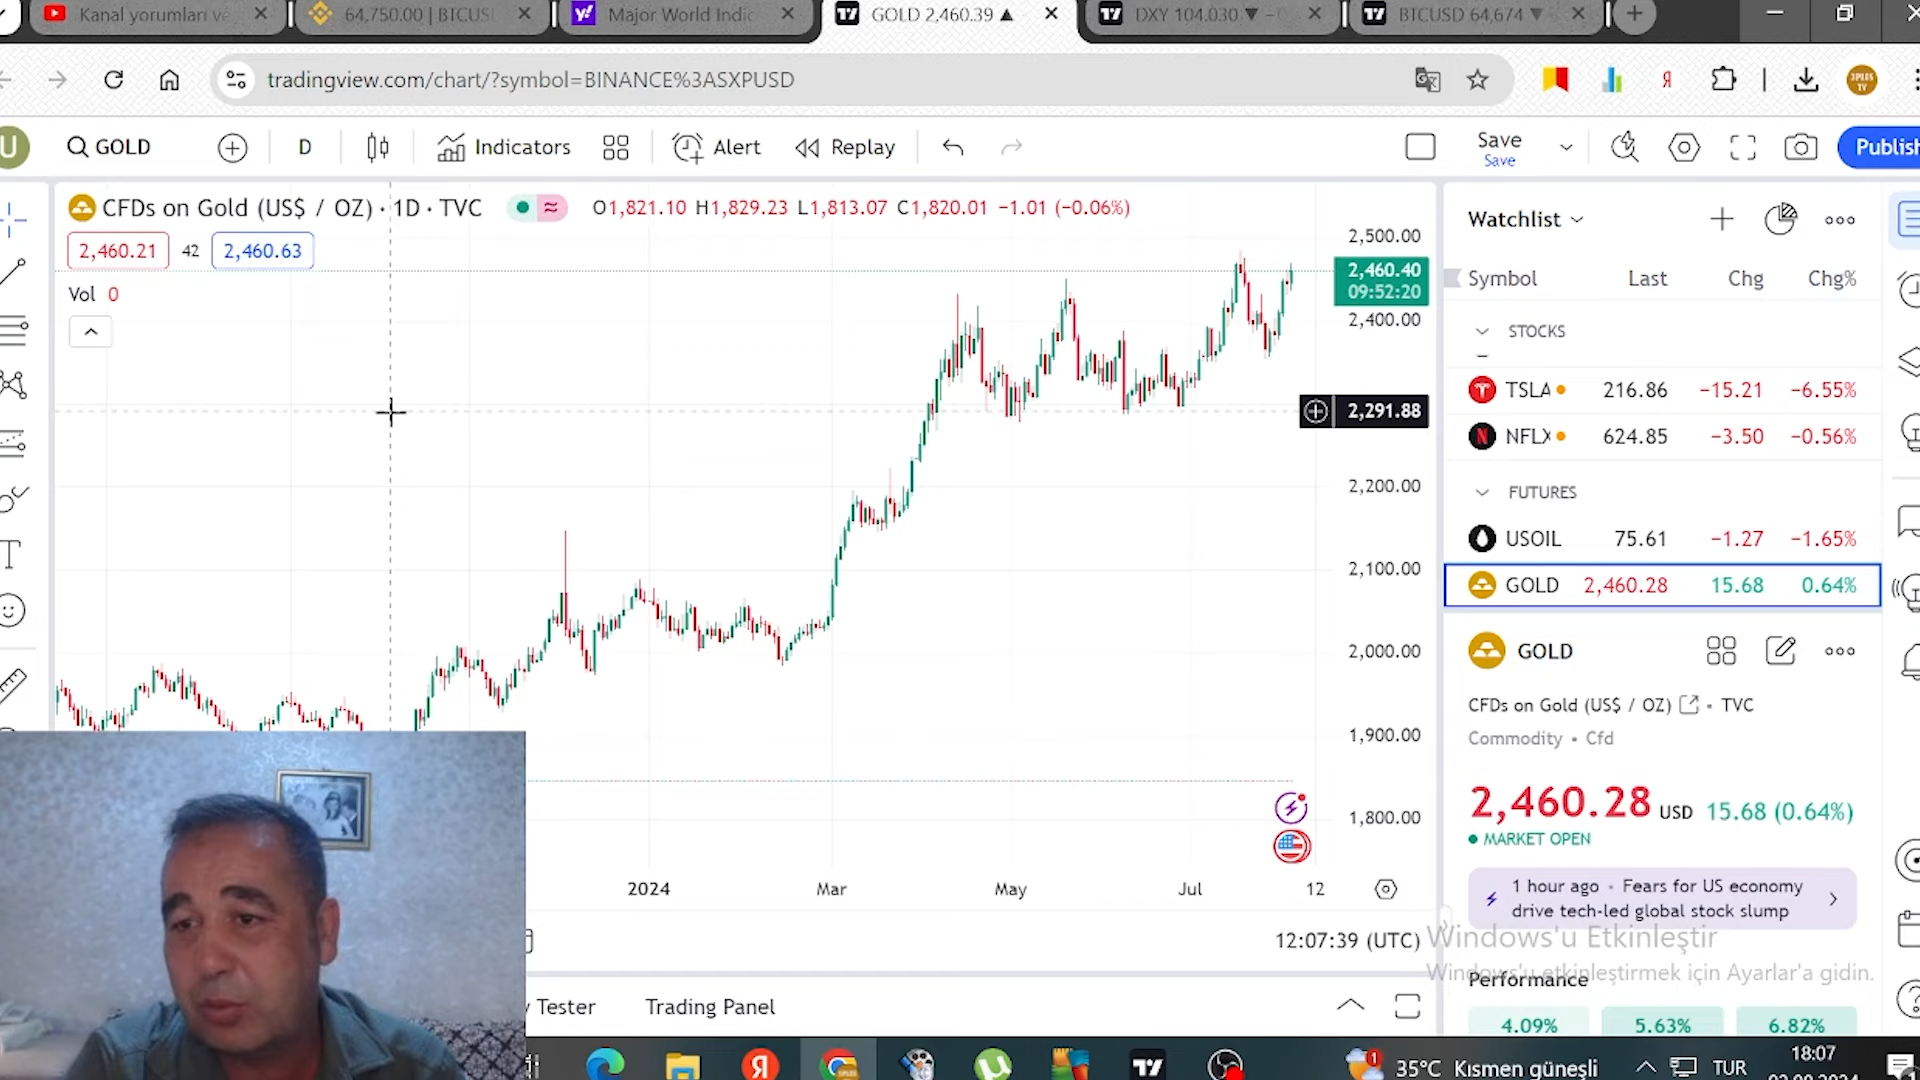 Kanal yorumları ve
64,750.00 | BTCUS
Major World Indic
GOLD 2,460.39 ▲
DXY 104.030 ▼ −
BTCUSD 64,674 ▼
tradingview.com/chart/?symbol=BINANCE%3ASXPUSD
U
GOLD
D
Indicators
Alert
Replay
Save
Save
Publish
CFDs on Gold (US$ / OZ) · 1D · TVC
O1,821.10 H1,829.23 L1,813.07 C1,820.01 −1.01 (−0.06%)
2,460.21
42
2,460.63
Vol 0
2,500.00
2,460.40
09:52:20
2,400.00
2,291.88
2,200.00
2,100.00
2,000.00
1,900.00
1,800.00
2024
Mar
May
Jul
12
12:07:39 (UTC)
Tester
Trading Panel
Watchlist
Symbol
Last
Chg
Chg%
STOCKS
TSLA 216.86 −15.21 −6.55%
NFLX 624.85 −3.50 −0.56%
FUTURES
USOIL 75.61 −1.27 −1.65%
GOLD 2,460.28 15.68 0.64%
GOLD
CFDs on Gold (US$ / OZ) • TVC
Commodity • Cfd
2,460.28 USD 15.68 (0.64%)
MARKET OPEN
1 hour ago • Fears for US economy
drive tech-led global stock slump
Windows'u Etkinleştir
Windows'u etkinleştirmek için Ayarlar'a gidin.
Performance
4.09%
5.63%
6.82%
35°C Kısmen güneşli
TUR
18:07